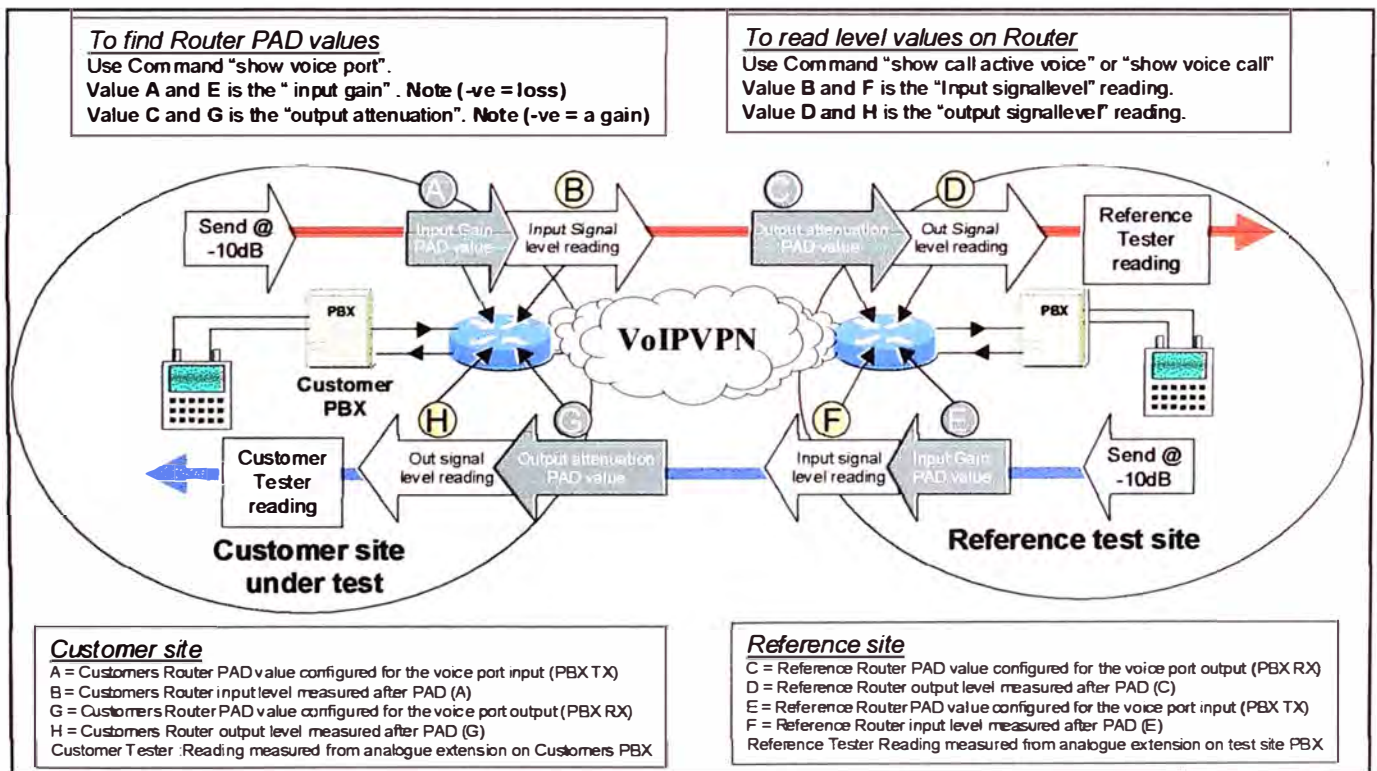 To find Router PAD values
Use Command "show voice port".
Value A and E is the " input gain" . Note (-ve = loss)
Value C and G is the "output attenuation". Note (-ve = a gain)
To read level values on Router
Use Command "show call active voice" or "show voice call"
Value B and F is the "Input signallevel" reading.
Value D and H is the "output signallevel" reading.
A
B
C
D
Send @
-10dB
Input Gain
PAD value
Input Signal
level reading
Output attenuation
PAD value
Out Signal
level reading
Reference
Tester
reading
PBX
VoIPVPN
PBX
Customer
PBX
H
G
F
E
Customer
Tester
reading
Out signal
level reading
Output attenuation
PAD value
Input signal
level reading
Input Gain
PAD value
Send @
-10dB
Customer site
under test
Reference test site
Customer site
A = Customers Router PAD value configured for the voice port input (PBX TX)
B = Customers Router input level measured after PAD (A)
G = Customers Router PAD value configured for the voice port output (PBX RX)
H = Customers Router output level measured after PAD (G)
Customer Tester :Reading measured from analogue extension on Customers PBX
Reference site
C = Reference Router PAD value configured for the voice port output (PBX RX)
D = Reference Router output level measured after PAD (C)
E = Reference Router PAD value configured for the voice port input (PBX TX)
F = Reference Router input level measured after PAD (E)
Reference Tester Reading measured from analogue extension on test site PBX